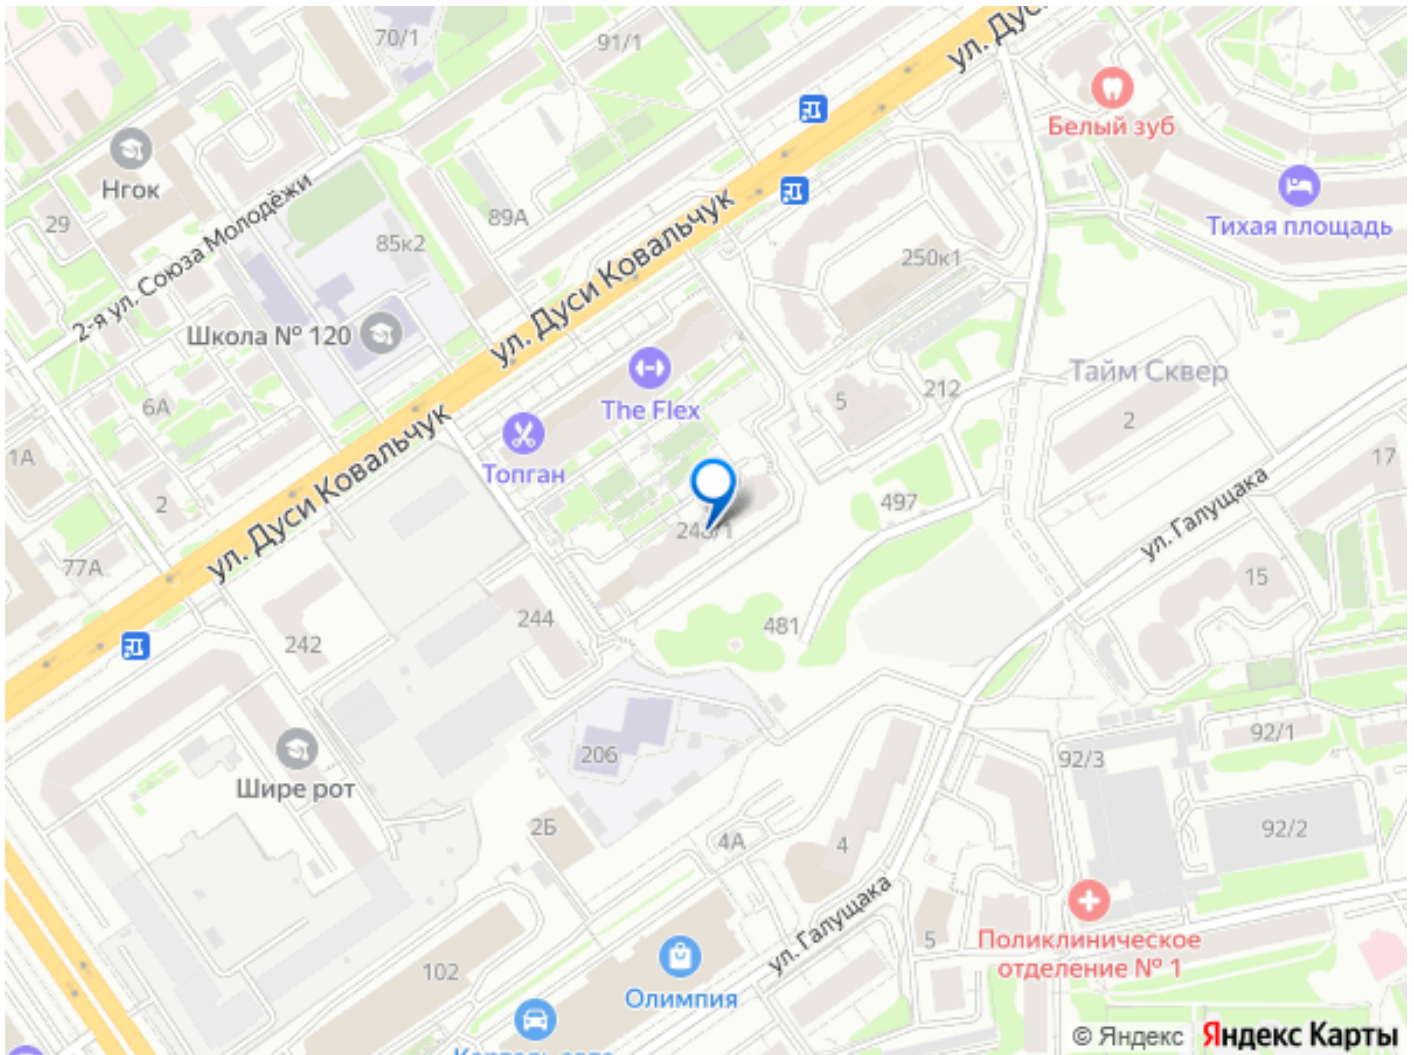 70/1
91/1
ул. Дуси
Белый зуб
Нгок
29
2-я ул. Союза Молодёжи
89А
85к2
ул. Дуси Ковальчук
250к1
Тихая площадь
Школа № 120
The Flex
Тайм Сквер
6А
5
212
2
1А
Топган
ул. Дуси Ковальчук
17
2
497
ул. Галущака
77А
15
244
481
242
206
92/1
92/3
Шире рот
2Б
4А
4
92/2
ул. Галущака
5
Поликлиническое
отделение № 1
102
Олимпия
© Яндекс Яндекс Карты